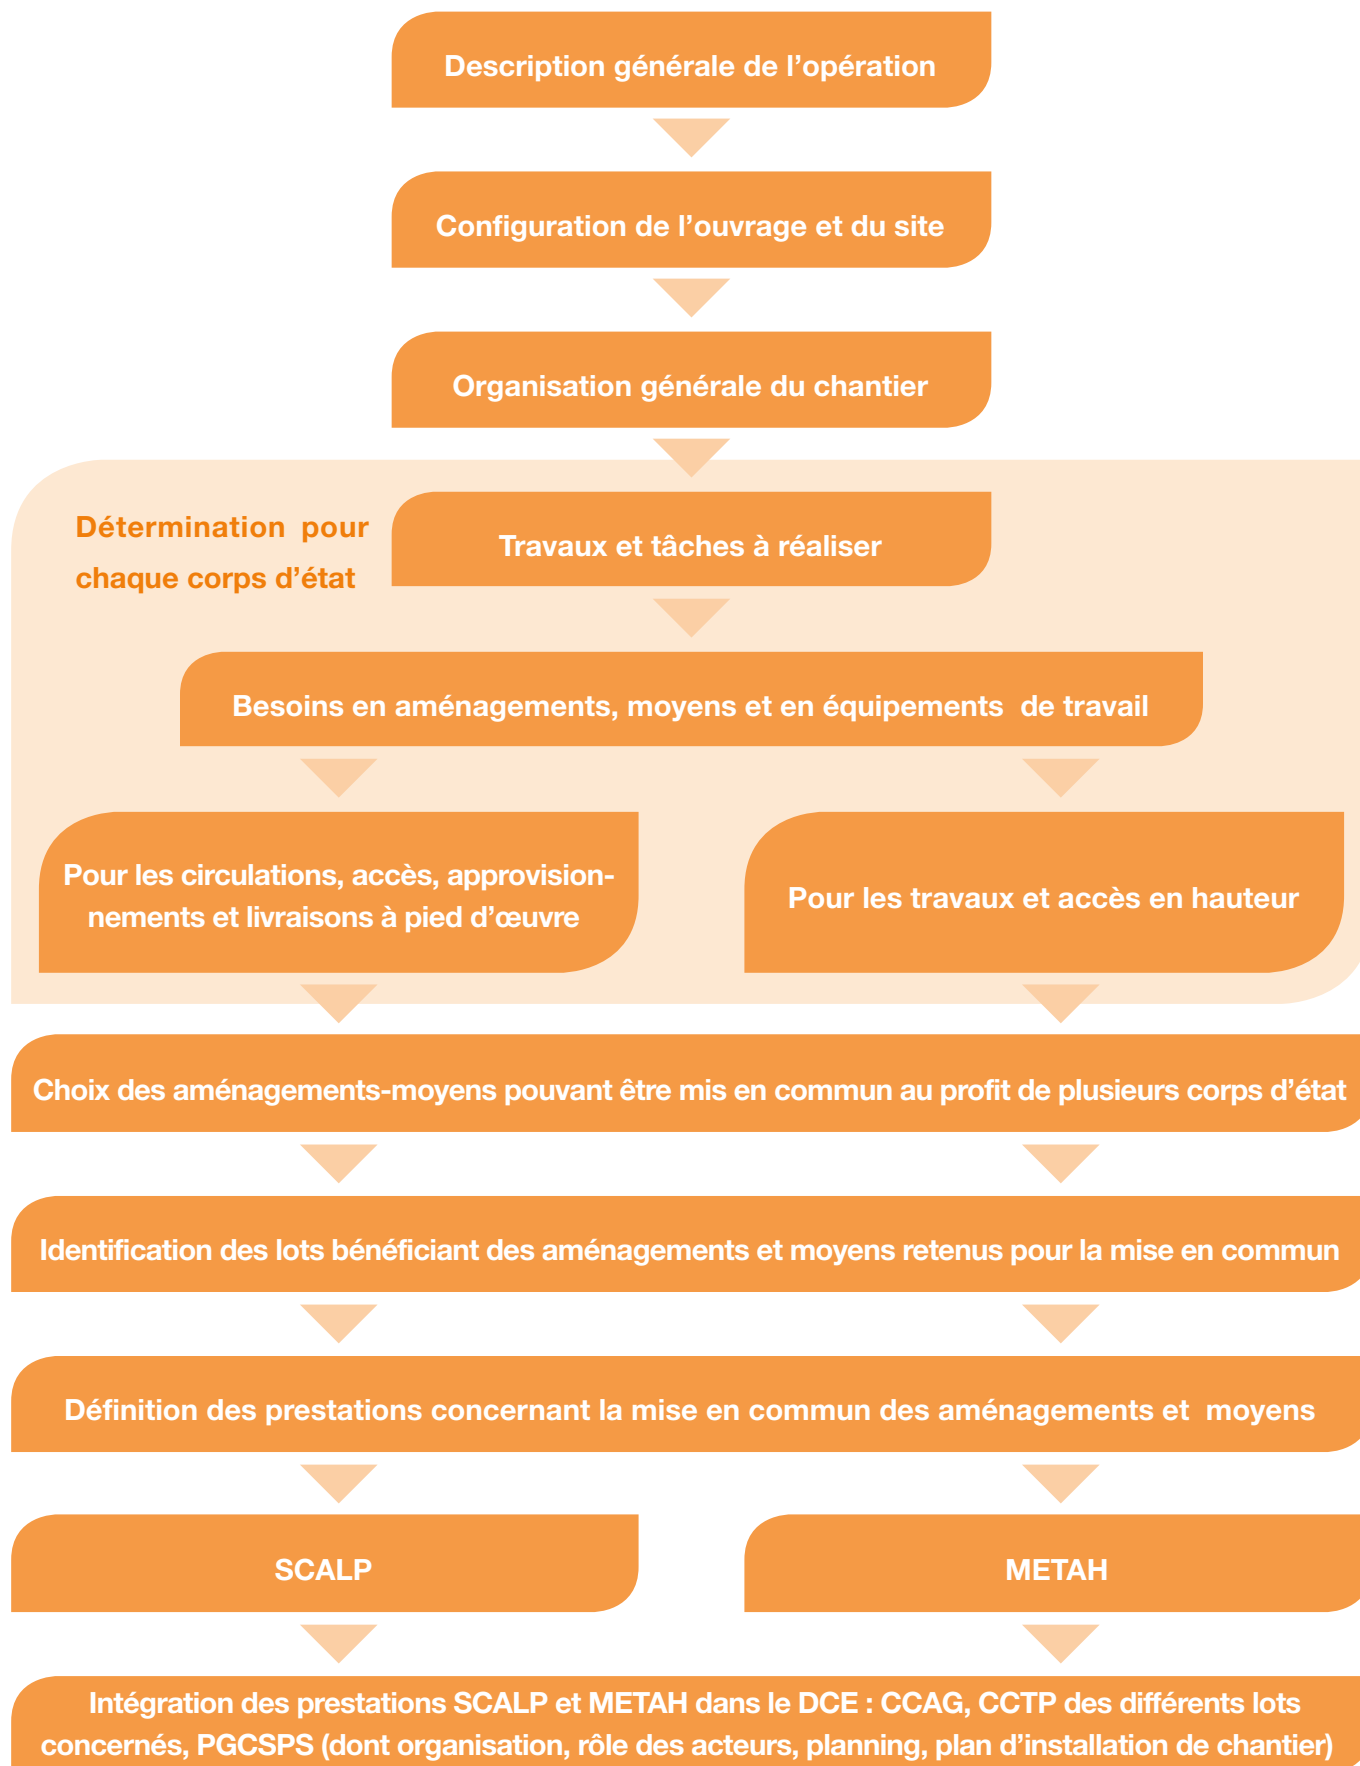 Description générale de l’opération
Configuration de l’ouvrage et du site
Organisation générale du chantier
Détermination pour
chaque corps d’état
Travaux et tâches à réaliser
Besoins en aménagements, moyens et en équipements de travail
Pour les circulations, accès, approvision-
nements et livraisons à pied d’œuvre
Pour les travaux et accès en hauteur
Choix des aménagements-moyens pouvant être mis en commun au profit de plusieurs corps d’état
Identification des lots bénéficiant des aménagements et moyens retenus pour la mise en commun
Définition des prestations concernant la mise en commun des aménagements et moyens
SCALP
METAH
Intégration des prestations SCALP et METAH dans le DCE : CCAG, CCTP des différents lots
concernés, PGCSPS (dont organisation, rôle des acteurs, planning, plan d’installation de chantier)